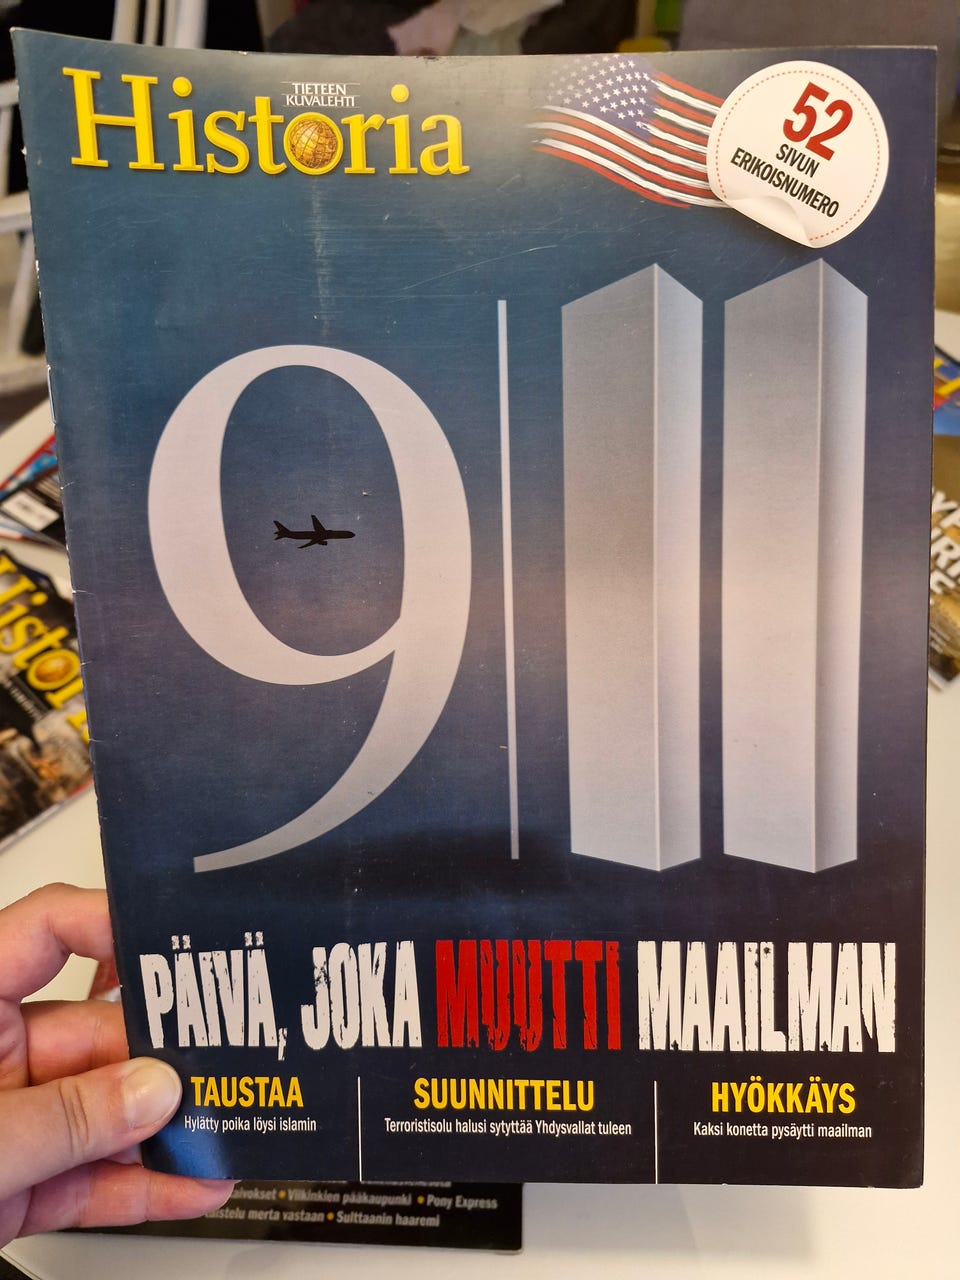 TIETEEN
KUVALEHTI
Historia
52
SIVUN
ERIKOISNUMERO
9|11
PÄIVÄ, JOKA MUUTTI MAAILMAN
TAUSTAA
Hylätty poika löysi islamin
SUUNNITTELU
Terroristisolu halusi sytyttää Yhdysvallat tuleen
HYÖKKÄYS
Kaksi konetta pysäytti maailman
Viikinkien pääkaupunki • Pony Express
merta vastaan • Sulttaanin haaremi